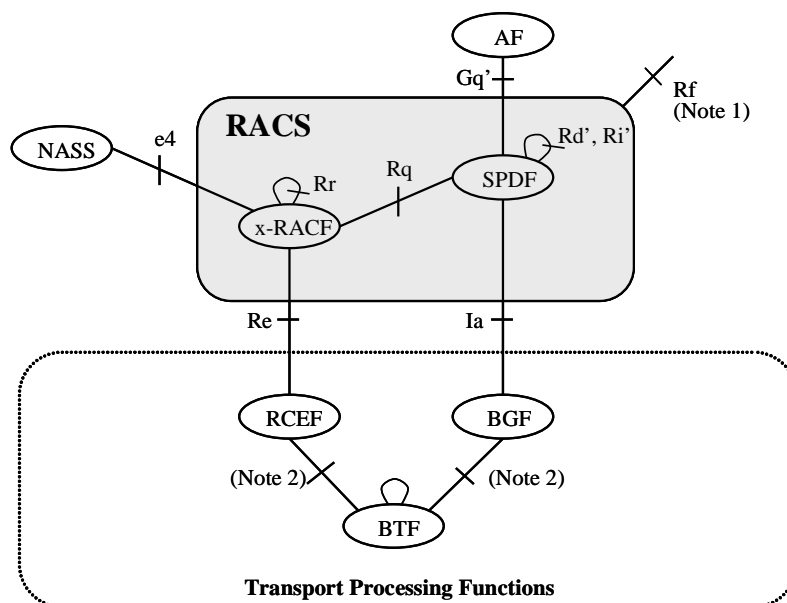 AF
Gq’
Rf
(Note 1)
RACS
e4
NASS
Rd’, Ri’
Rq
SPDF
Rr
x-RACF
Re
Ia
RCEF
BGF
(Note 2)
(Note 2)
BTF
Transport Processing Functions